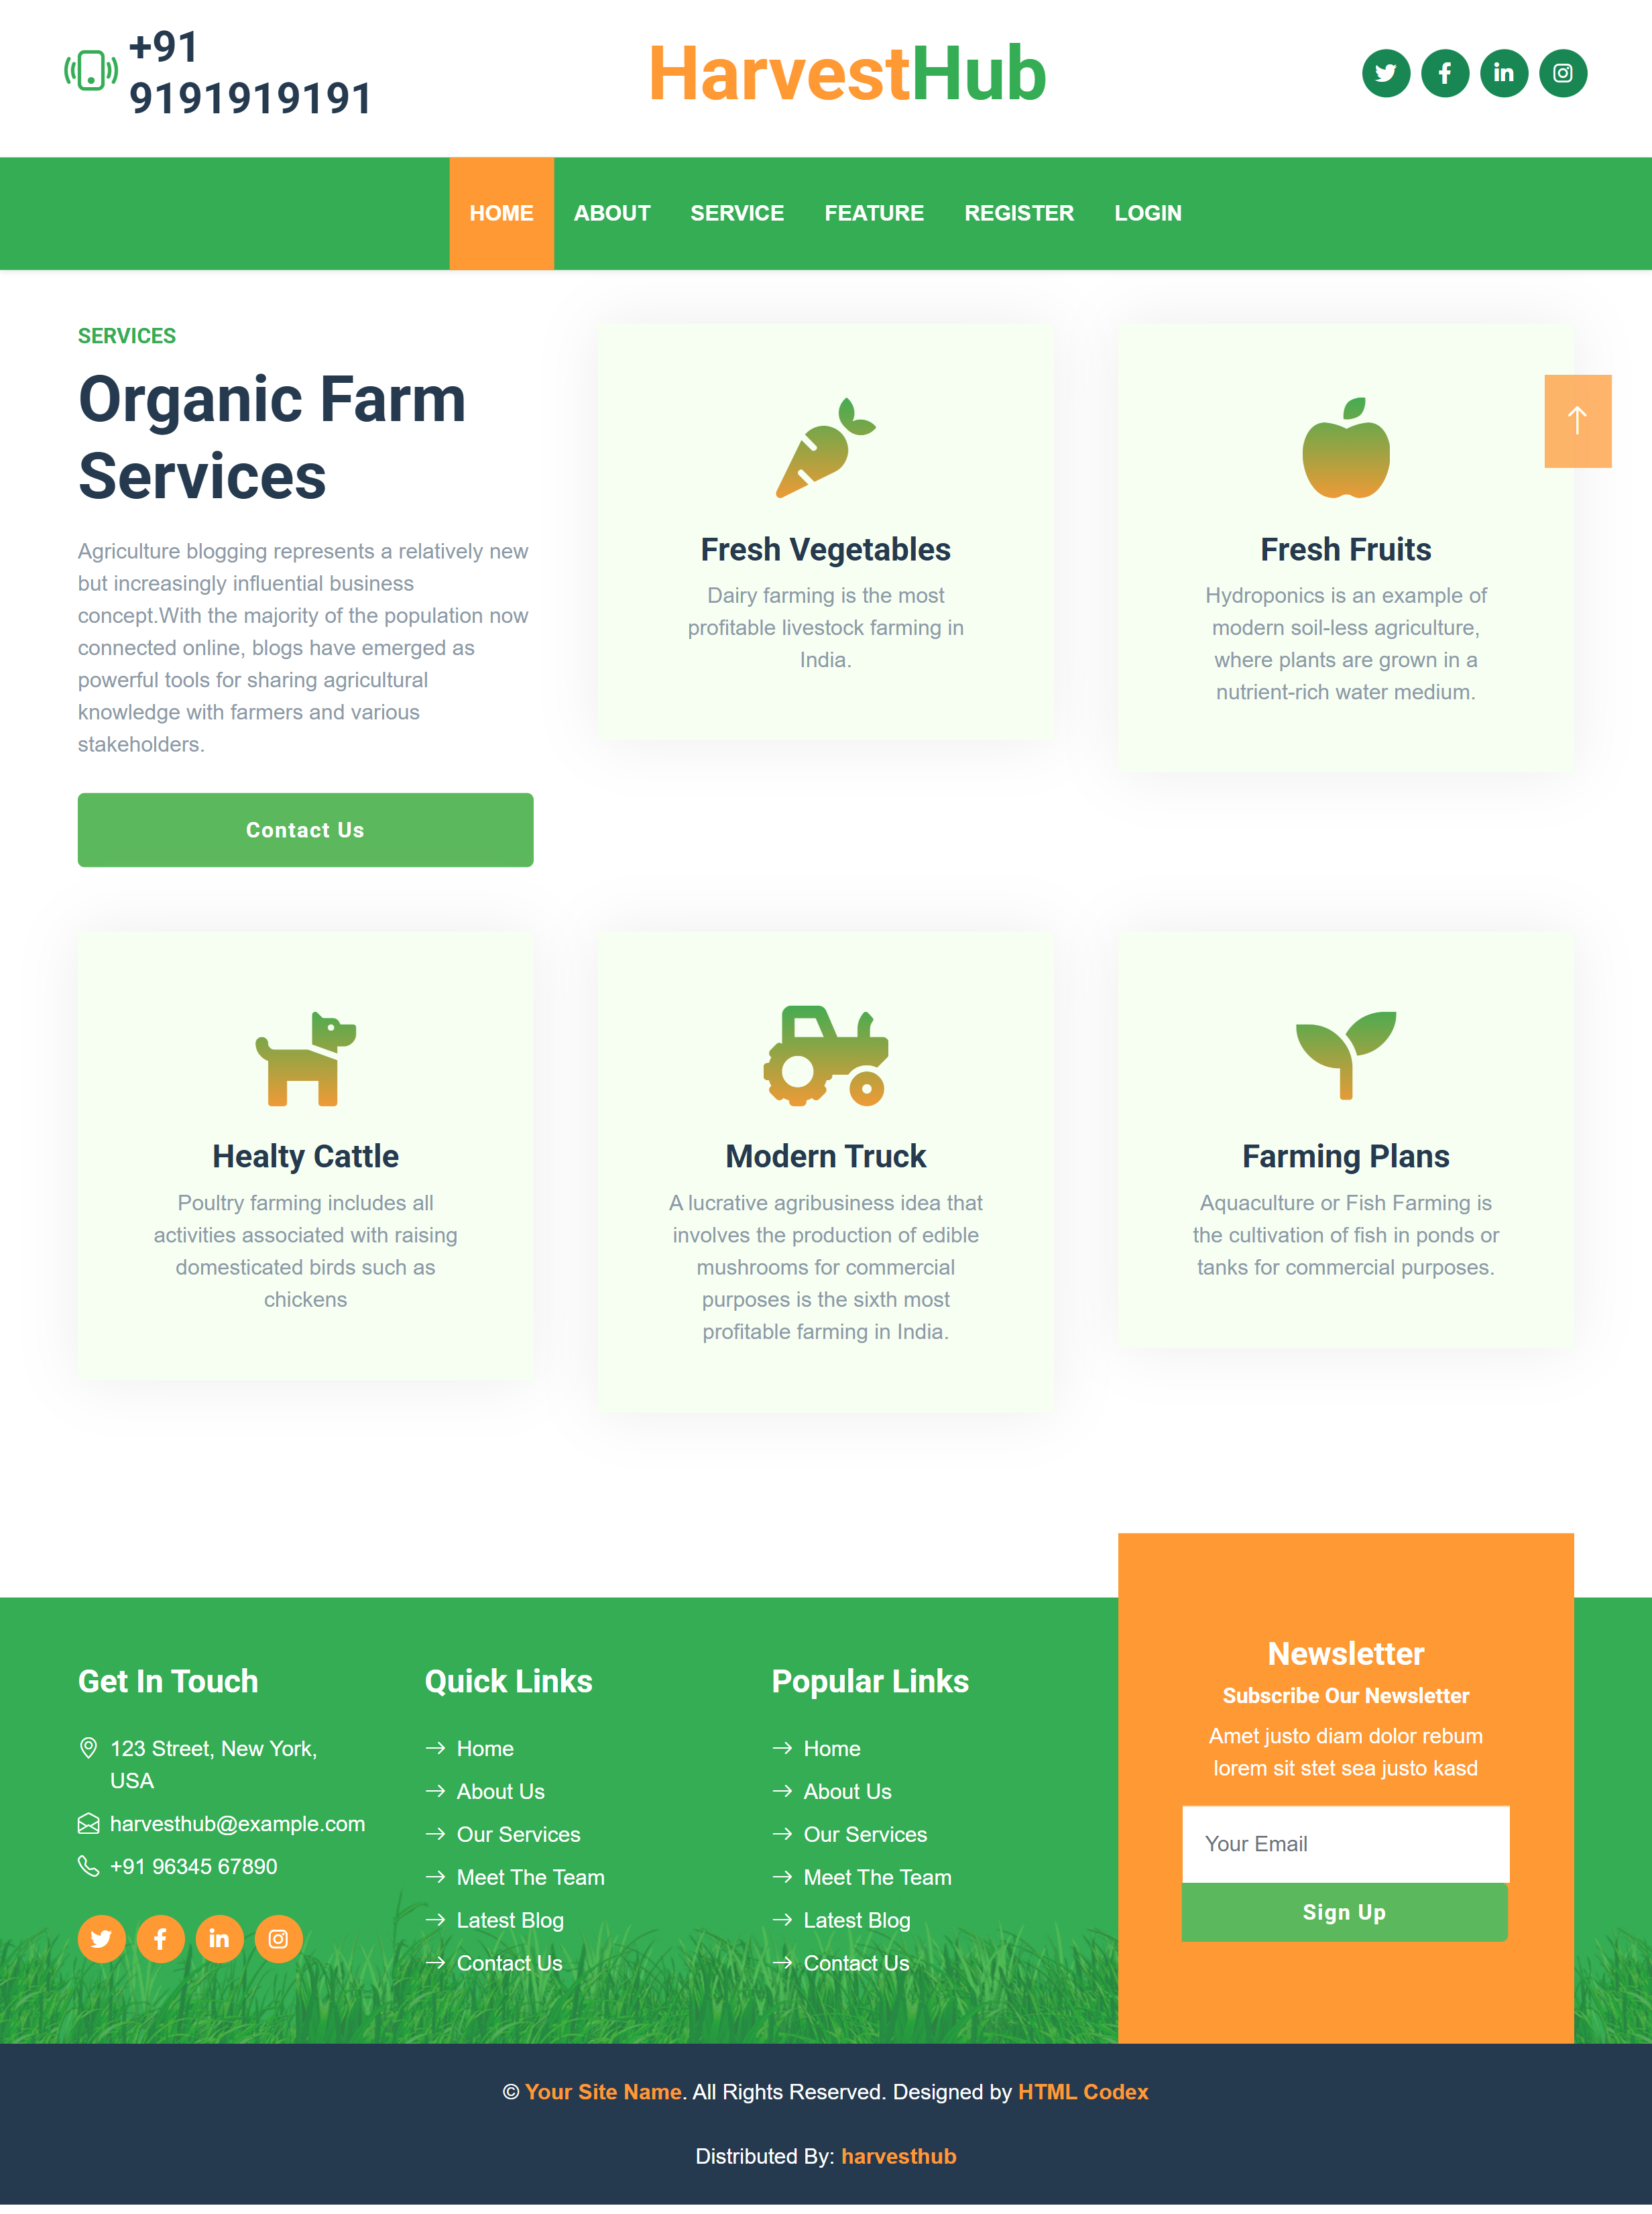 +91
9191919191
HarvestHub
HOME ABOUT SERVICE FEATURE REGISTER LOGIN
SERVICES
Organic Farm
Services
Agriculture blogging represents a relatively new
but increasingly influential business
concept.With the majority of the population now
connected online, blogs have emerged as
powerful tools for sharing agricultural
knowledge with farmers and various
stakeholders.
Contact Us
Fresh Vegetables
Dairy farming is the most
profitable livestock farming in
India.
Fresh Fruits
Hydroponics is an example of
modern soil-less agriculture,
where plants are grown in a
nutrient-rich water medium.
Healty Cattle
Poultry farming includes all
activities associated with raising
domesticated birds such as
chickens
Modern Truck
A lucrative agribusiness idea that
involves the production of edible
mushrooms for commercial
purposes is the sixth most
profitable farming in India.
Farming Plans
Aquaculture or Fish Farming is
the cultivation of fish in ponds or
tanks for commercial purposes.
Get In Touch
123 Street, New York,
USA
harvesthub@example.com
+91 96345 67890
Quick Links
Home
About Us
Our Services
Meet The Team
Latest Blog
Contact Us
Popular Links
Home
About Us
Our Services
Meet The Team
Latest Blog
Contact Us
Newsletter
Subscribe Our Newsletter
Amet justo diam dolor rebum
lorem sit stet sea justo kasd
Your Email
Sign Up
© Your Site Name. All Rights Reserved. Designed by HTML Codex
Distributed By: harvesthub